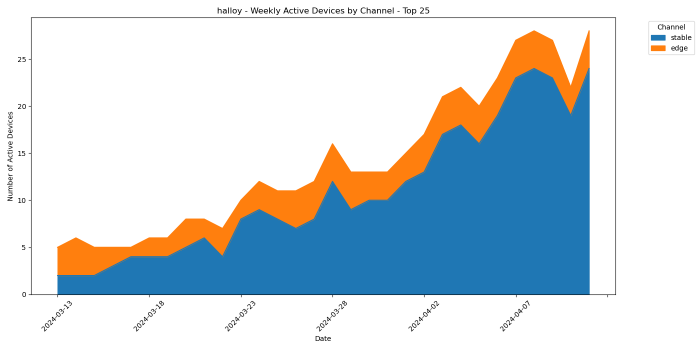 halloy - Weekly Active Devices by Channel - Top 25
Channel
stable
edge
Number of Active Devices
25
20
15
10
5
0
2024-03-13
2024-03-18
2024-03-23
2024-03-28
2024-04-02
2024-04-07
Date